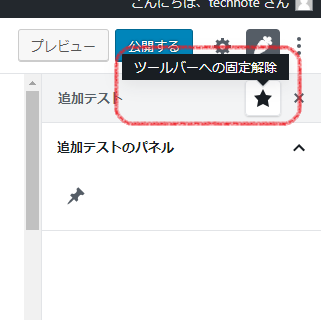 こんにちは、technote さん
プレビュー
公開する
ツールバーへの固定解除
追加テスト
追加テストのパネル